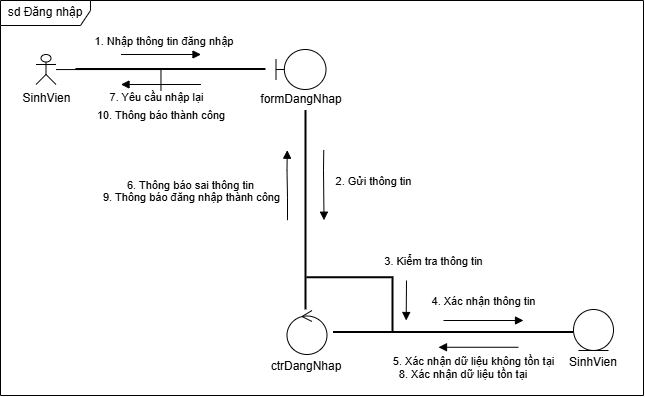 sd Đăng nhập
1. Nhập thông tin đăng nhập
SinhVien
7. Yêu cầu nhập lại
10. Thông báo thành công
formDangNhap
6. Thông báo sai thông tin
9. Thông báo đăng nhập thành công
2. Gửi thông tin
3. Kiểm tra thông tin
4. Xác nhận thông tin
ctrDangNhap
5. Xác nhận dữ liệu không tồn tại
8. Xác nhận dữ liệu tồn tại
SinhVien